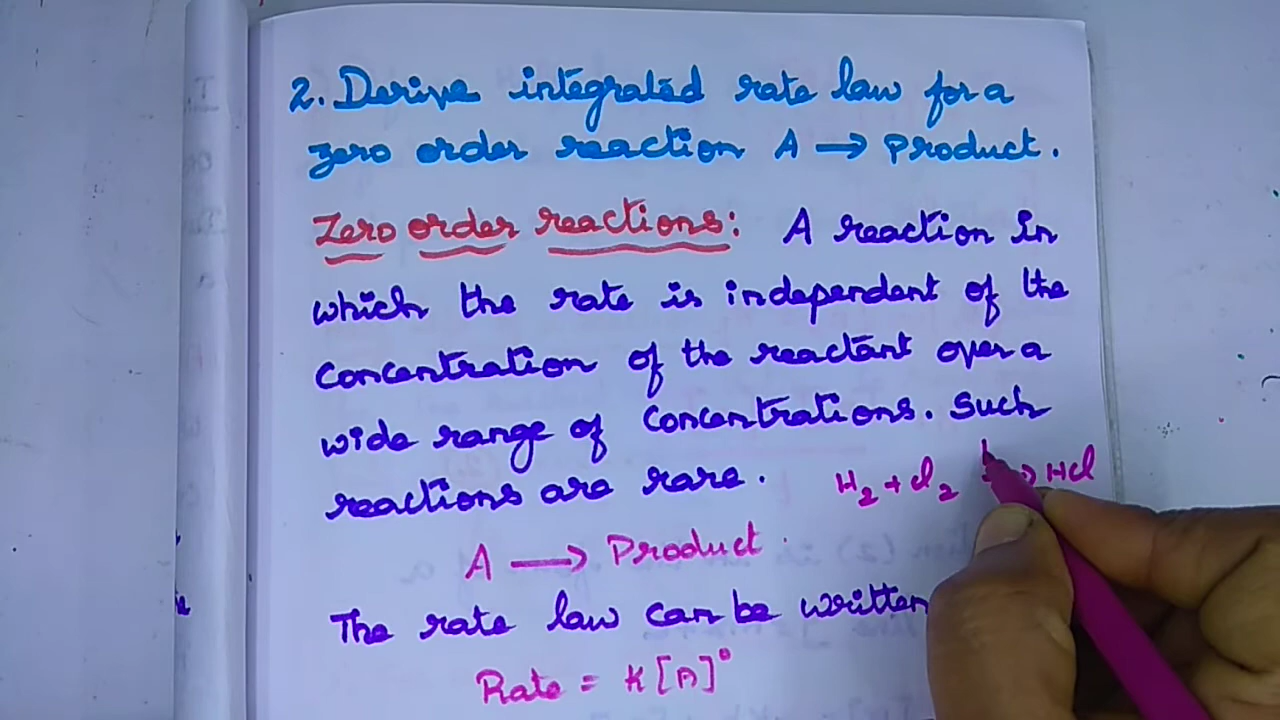 2. Derive integrated rate law for a
zero order reaction A → Product.
Zero order reactions: A reaction in
which the rate is independent of the
concentration of the reactant over a
wide range of concentrations. Such
reactions are rare.
H₂ + Cl₂ → HCl
A → Product.
The rate law can be written
Rate = K[A]⁰